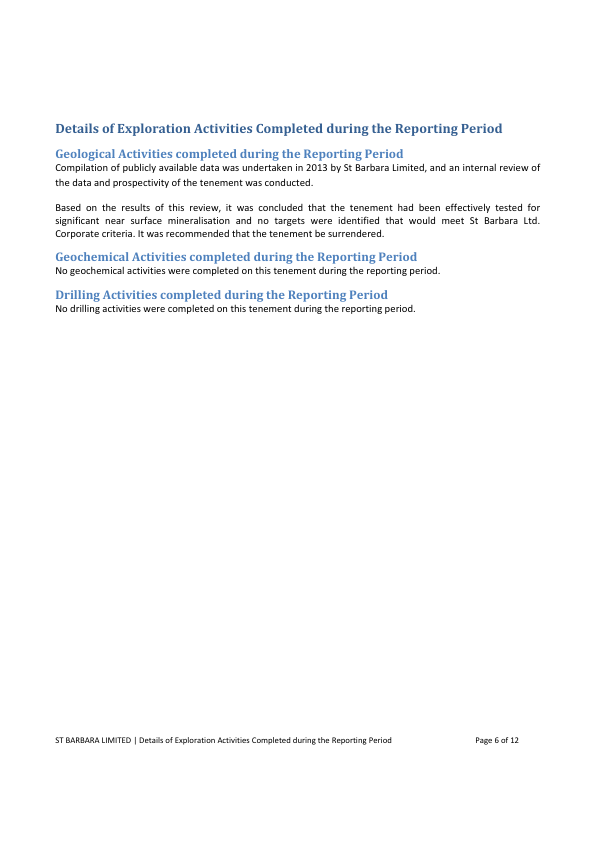 Details of Exploration Activities Completed during the Reporting Period
Geological Activities completed during the Reporting Period
Compilation of publicly available data was undertaken in 2013 by St Barbara Limited, and an internal review of
the data and prospectivity of the tenement was conducted.
Based on the results of this review, it was concluded that the tenement had been effectively tested for
significant near surface mineralisation and no targets were identified that would meet St Barbara Ltd.
Corporate criteria. It was recommended that the tenement be surrendered.
Geochemical Activities completed during the Reporting Period
No geochemical activities were completed on this tenement during the reporting period.
Drilling Activities completed during the Reporting Period
No drilling activities were completed on this tenement during the reporting period.
ST BARBARA LIMITED | Details of Exploration Activities Completed during the Reporting Period Page 6 of 12